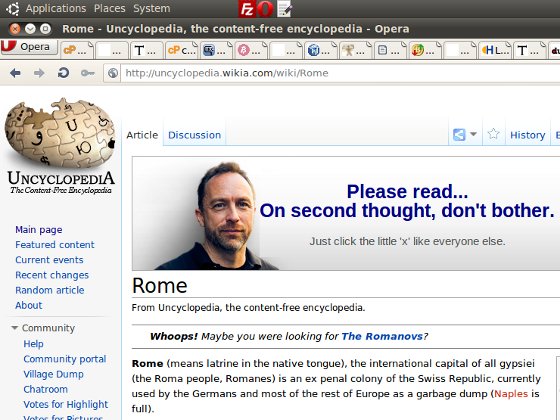 Applications Places System
Rome - Uncyclopedia, the content-free encyclopedia - Opera
Opera
http://uncyclopedia.wikia.com/wiki/Rome
Article Discussion History
UNCYCLOPEDIA
The Content-Free Encyclopedia
Please read...
On second thought, don't bother.
Just click the little 'x' like everyone else.
Main page
Featured content
Current events
Recent changes
Random article
About
Community
Help
Community portal
Village Dump
Chatroom
Votes for Highlight
Votes for Pictures
Rome
From Uncyclopedia, the content-free encyclopedia.
Whoops! Maybe you were looking for The Romanovs?
Rome (means latrine in the native tongue), the international capital of all gypsiei
(the Roma people, Romanes) is an ex penal colony of the Swiss Republic, currently
used by the Germans and most of the rest of Europe as a garbage dump (Naples is
full).